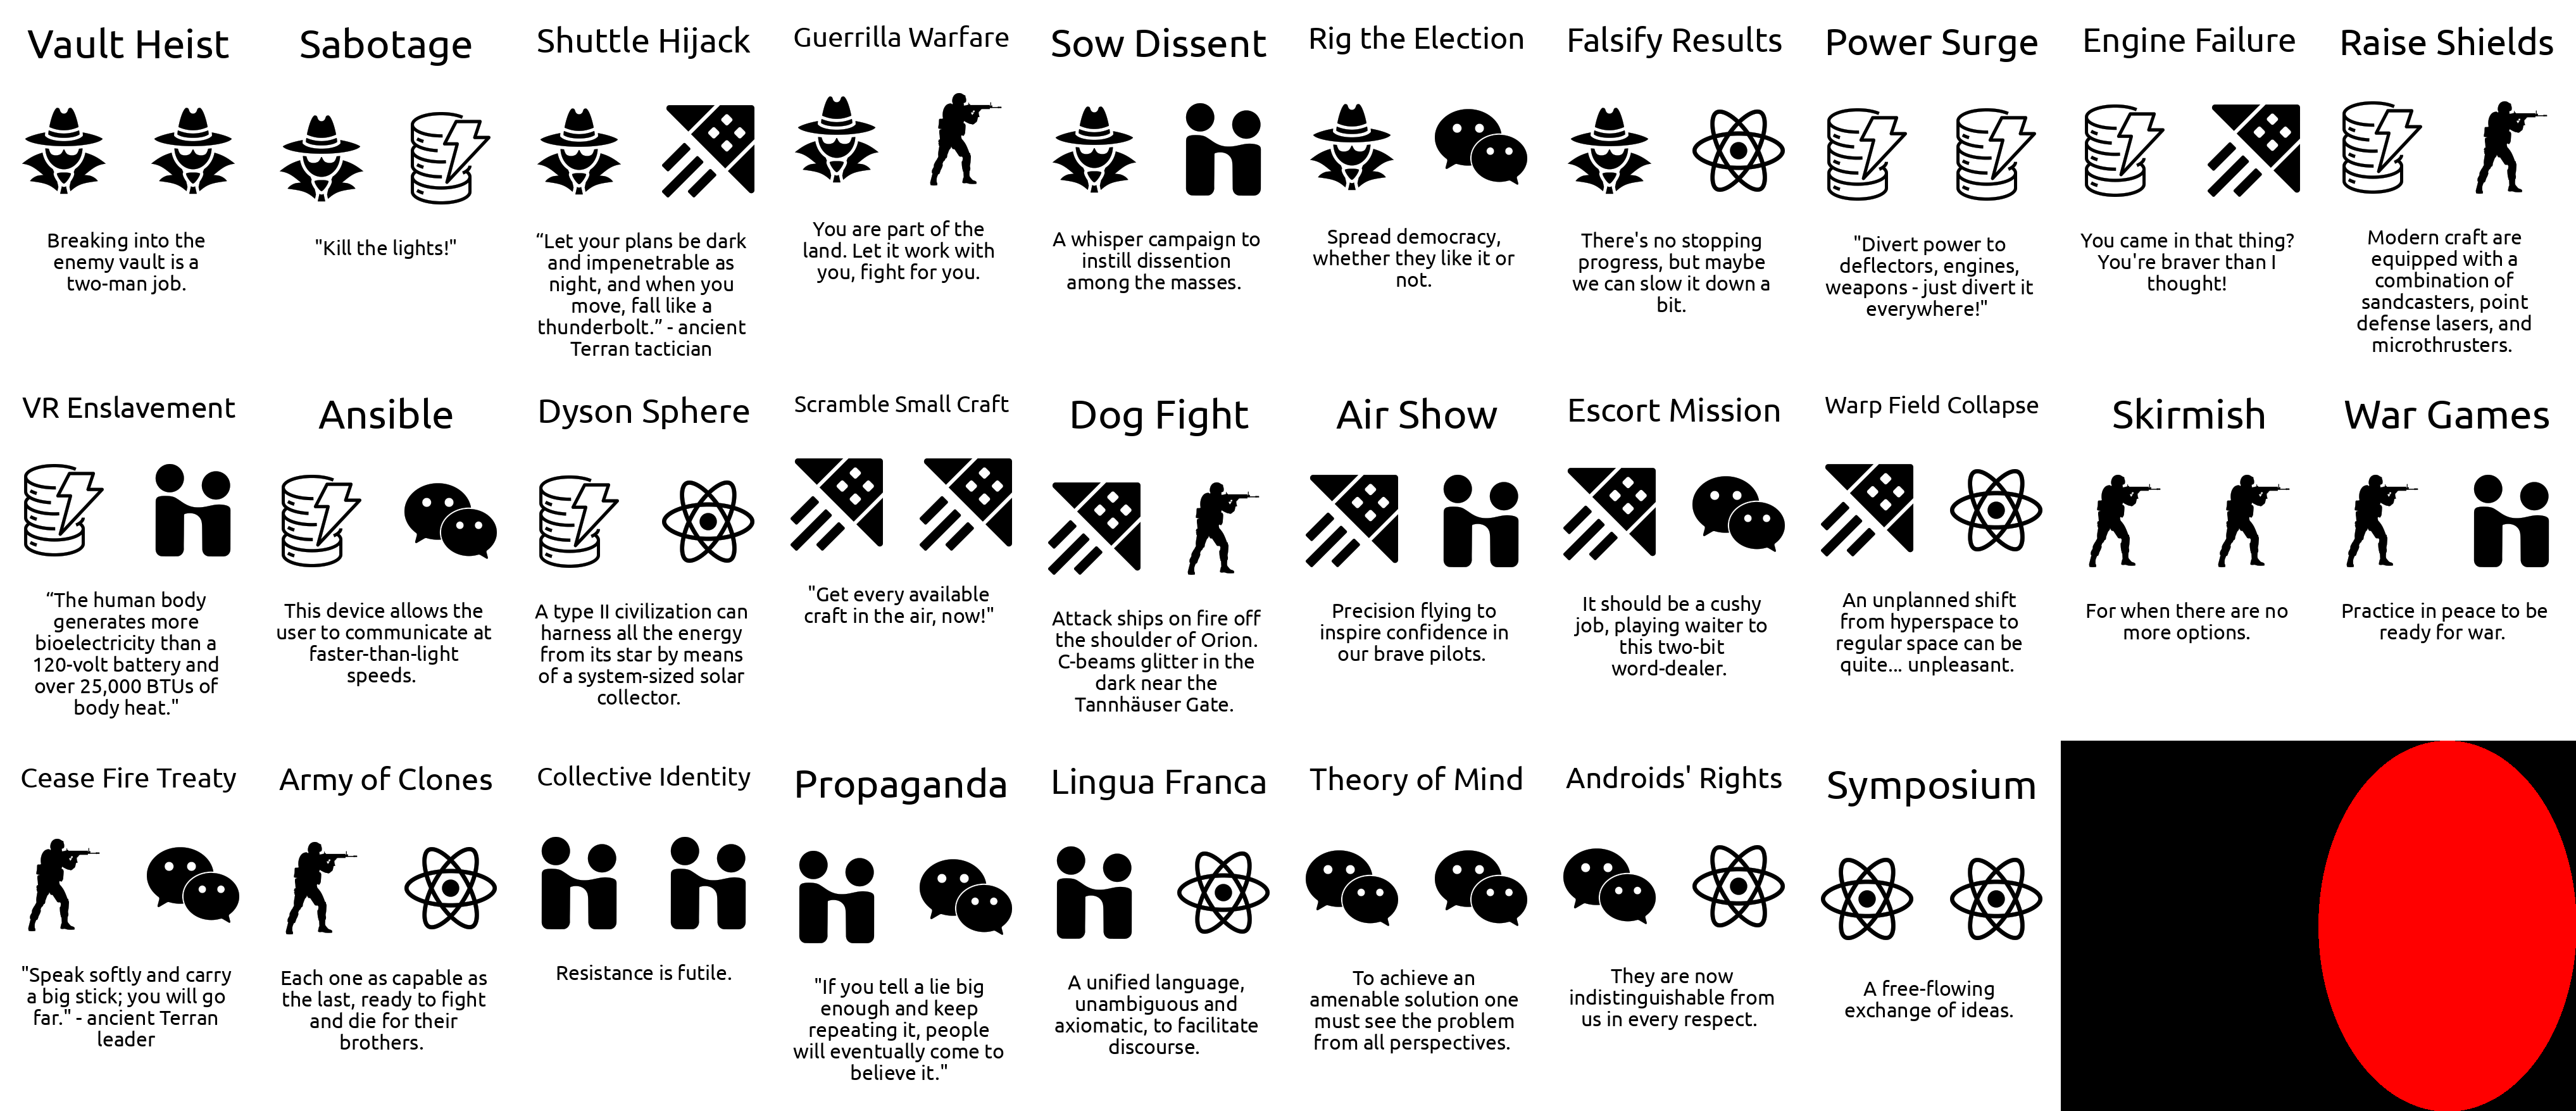 Vault Heist
Breaking into the
enemy vault is a
two-man job.
Sabotage
"Kill the lights!"
Shuttle Hijack
“Let your plans be dark
and impenetrable as
night, and when you
move, fall like a
thunderbolt.” - ancient
Terran tactician
Guerrilla Warfare
You are part of the
land. Let it work with
you, fight for you.
Sow Dissent
A whisper campaign to
instill dissention
among the masses.
Rig the Election
Spread democracy,
whether they like it or
not.
Falsify Results
There's no stopping
progress, but maybe
we can slow it down a
bit.
Power Surge
"Divert power to
deflectors, engines,
weapons - just divert it
everywhere!"
Engine Failure
You came in that thing?
You're braver than I
thought!
Raise Shields
Modern craft are
equipped with a
combination of
sandcasters, point
defense lasers, and
microthrusters.
VR Enslavement
“The human body
generates more
bioelectricity than a
120-volt battery and
over 25,000 BTUs of
body heat."
Ansible
This device allows the
user to communicate at
faster-than-light
speeds.
Dyson Sphere
A type II civilization can
harness all the energy
from its star by means
of a system-sized solar
collector.
Scramble Small Craft
"Get every available
craft in the air, now!"
Dog Fight
Attack ships on fire off
the shoulder of Orion.
C-beams glitter in the
dark near the
Tannhäuser Gate.
Air Show
Precision flying to
inspire confidence in
our brave pilots.
Escort Mission
It should be a cushy
job, playing waiter to
this two-bit
word-dealer.
Warp Field Collapse
An unplanned shift
from hyperspace to
regular space can be
quite... unpleasant.
Skirmish
For when there are no
more options.
War Games
Practice in peace to be
ready for war.
Cease Fire Treaty
"Speak softly and carry
a big stick; you will go
far." - ancient Terran
leader
Army of Clones
Each one as capable as
the last, ready to fight
and die for their
brothers.
Collective Identity
Resistance is futile.
Propaganda
"If you tell a lie big
enough and keep
repeating it, people
will eventually come to
believe it."
Lingua Franca
A unified language,
unambiguous and
axiomatic, to facilitate
discourse.
Theory of Mind
To achieve an
amenable solution one
must see the problem
from all perspectives.
Androids' Rights
They are now
indistinguishable from
us in every respect.
Symposium
A free-flowing
exchange of ideas.